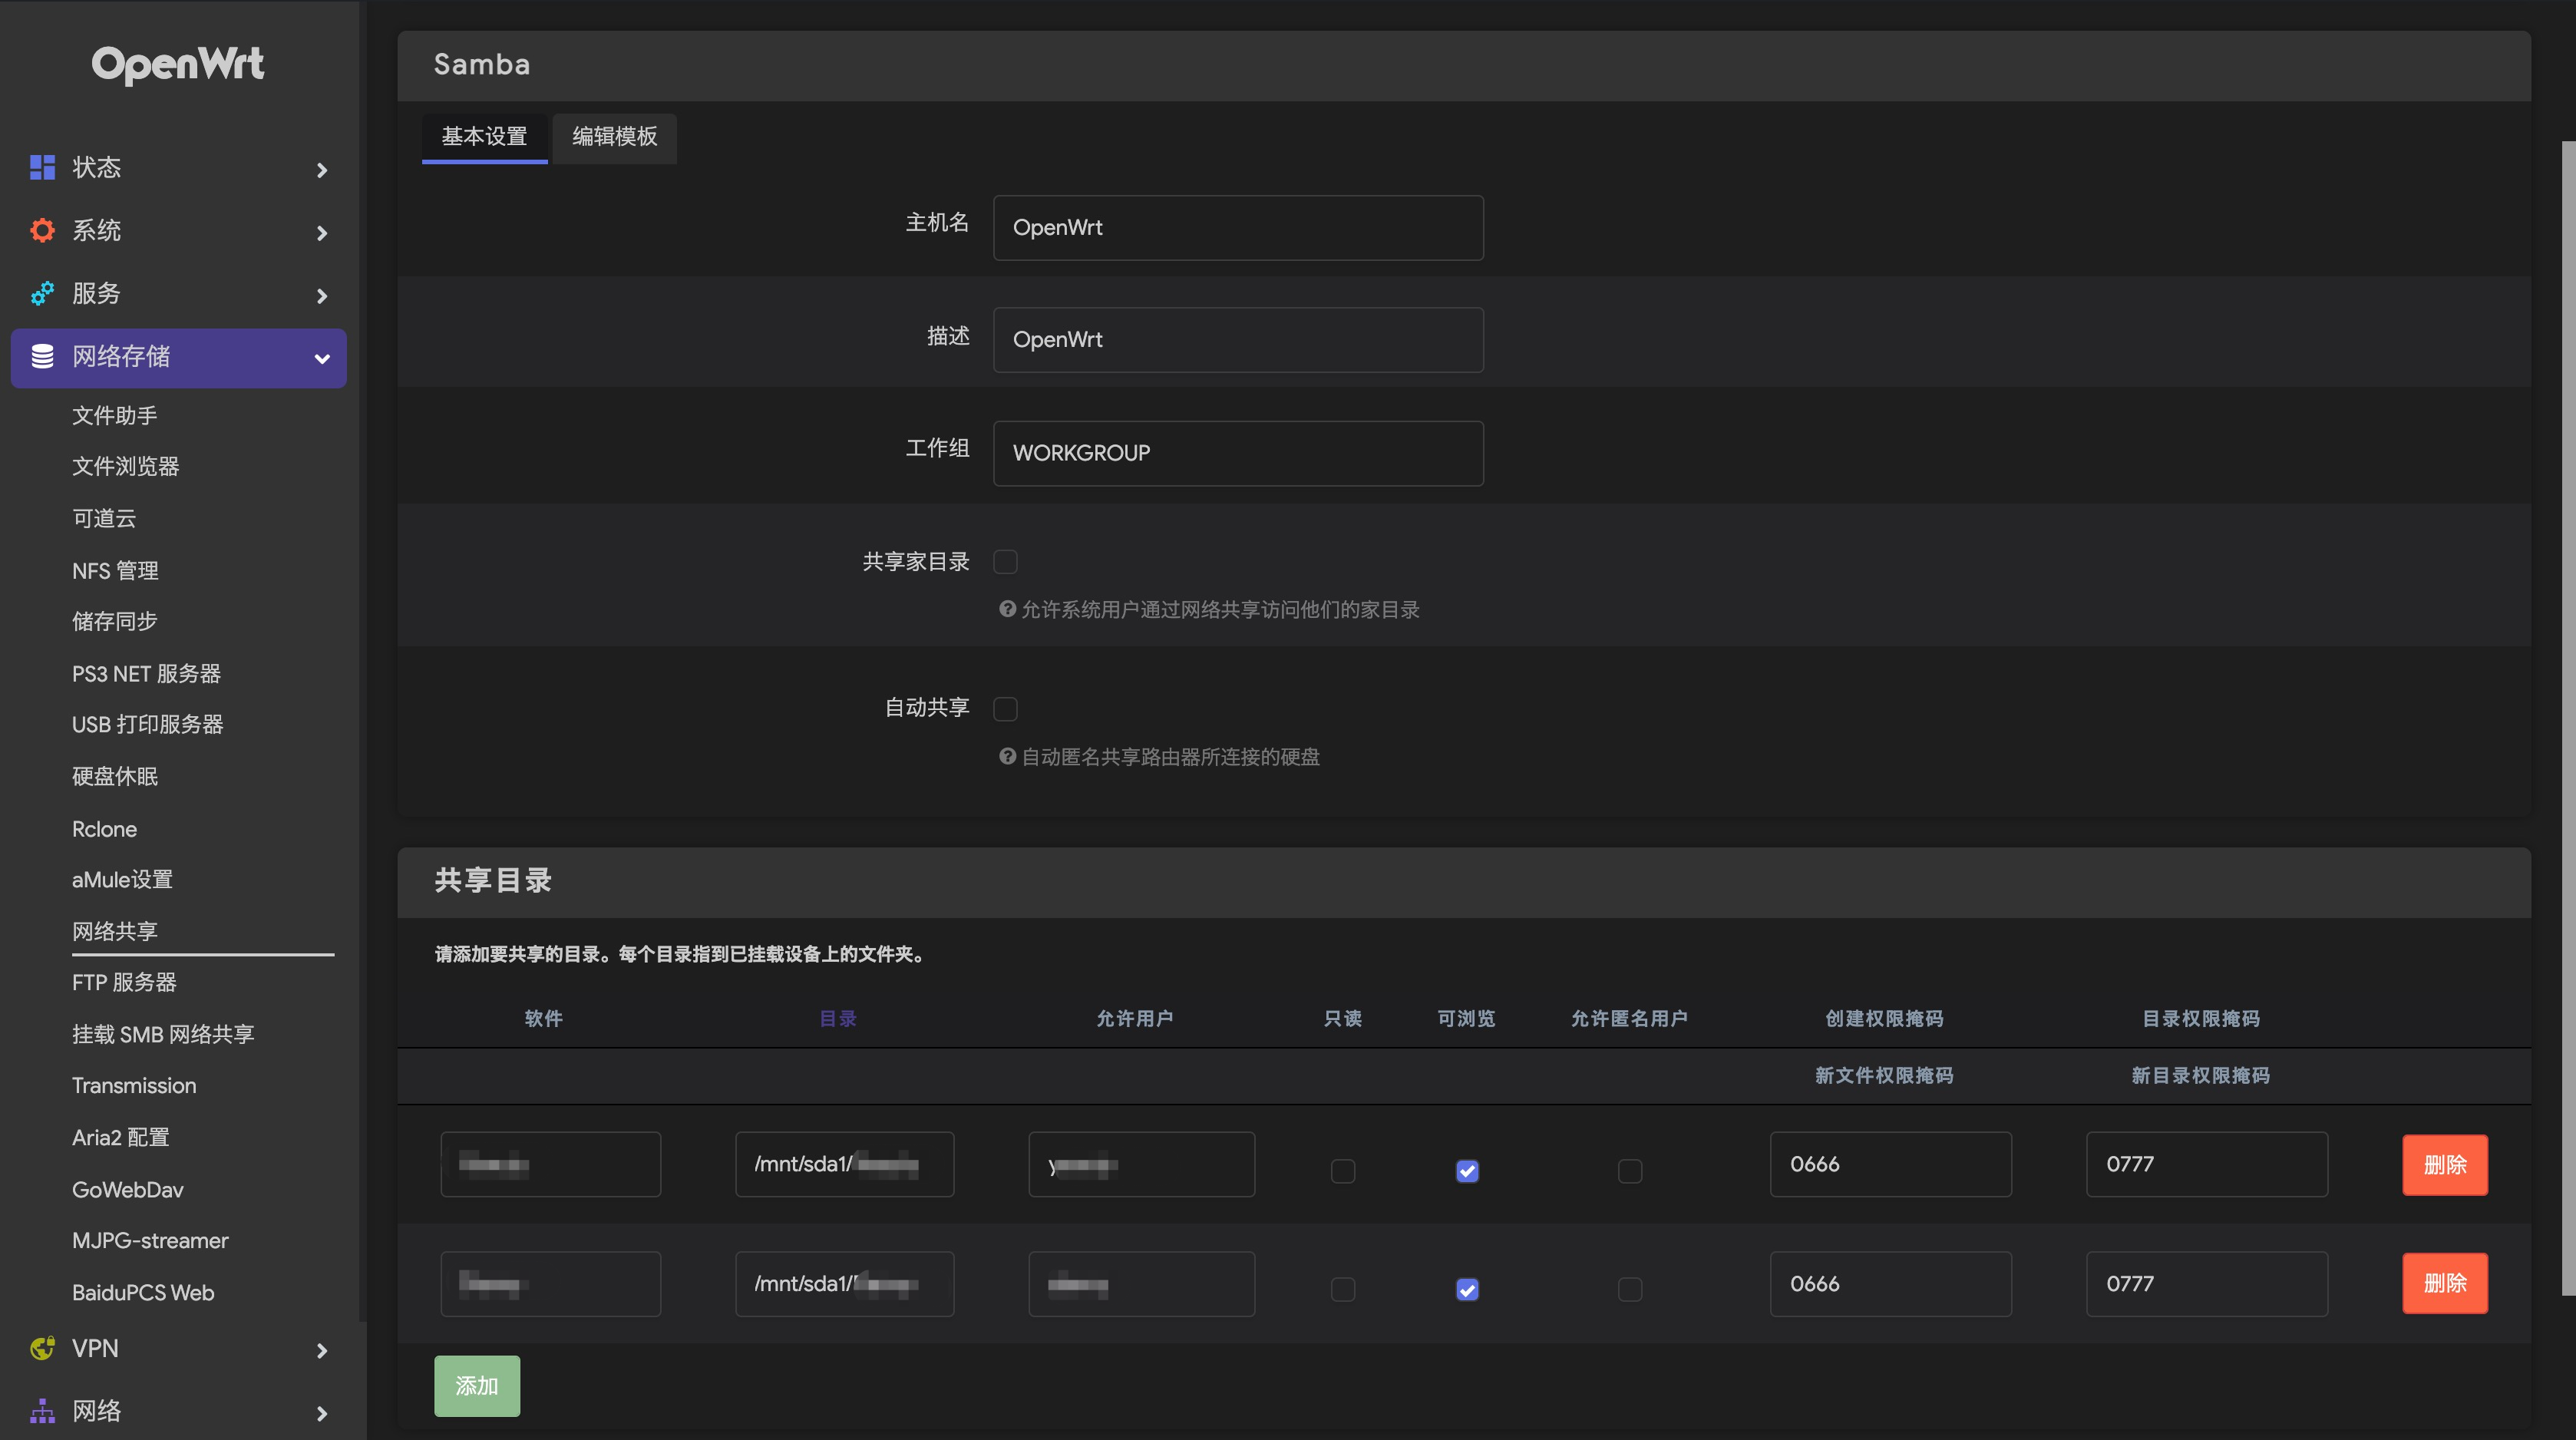 OpenWrt
状态
系统
服务
网络存储
文件助手
文件浏览器
可道云
NFS 管理
储存同步
PS3 NET 服务器
USB 打印服务器
硬盘休眠
Rclone
aMule设置
网络共享
FTP 服务器
挂载 SMB 网络共享
Transmission
Aria2 配置
GoWebDav
MJPG-streamer
BaiduPCS Web
VPN
网络
Samba
基本设置 编辑模板
主机名 OpenWrt
描述 OpenWrt
工作组 WORKGROUP
共享家目录
允许系统用户通过网络共享访问他们的家目录
自动共享
自动匿名共享路由器所连接的硬盘
共享目录
请添加要共享的目录。每个目录指到已挂载设备上的文件夹。
软件 目录 允许用户 只读 可浏览 允许匿名用户 创建权限掩码 目录权限掩码
新文件权限掩码 新目录权限掩码
/mnt/sda1/ 0666 0777 删除
/mnt/sda1/ 0666 0777 删除
添加